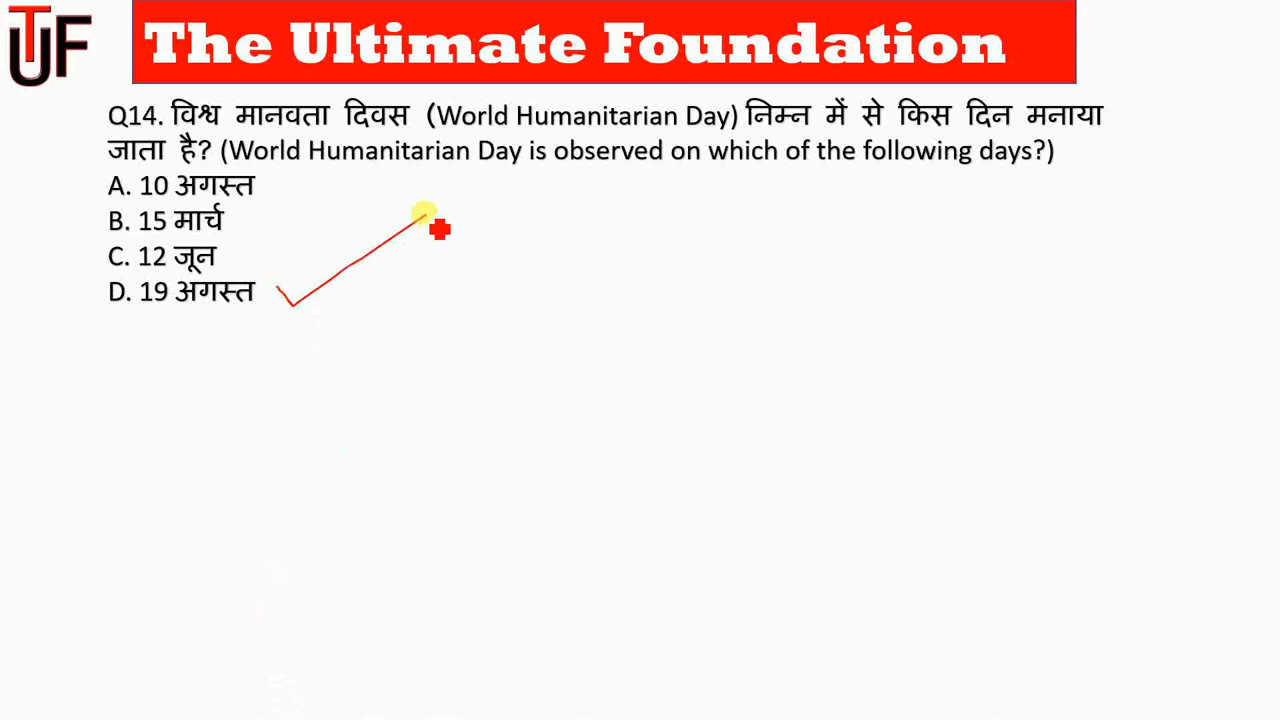 TUF
The Ultimate Foundation
Q14. विश्व मानवता दिवस (World Humanitarian Day) निम्न में से किस दिन मनाया
जाता है? (World Humanitarian Day is observed on which of the following days?)
A. 10 अगस्त
B. 15 मार्च
C. 12 जून
D. 19 अगस्त